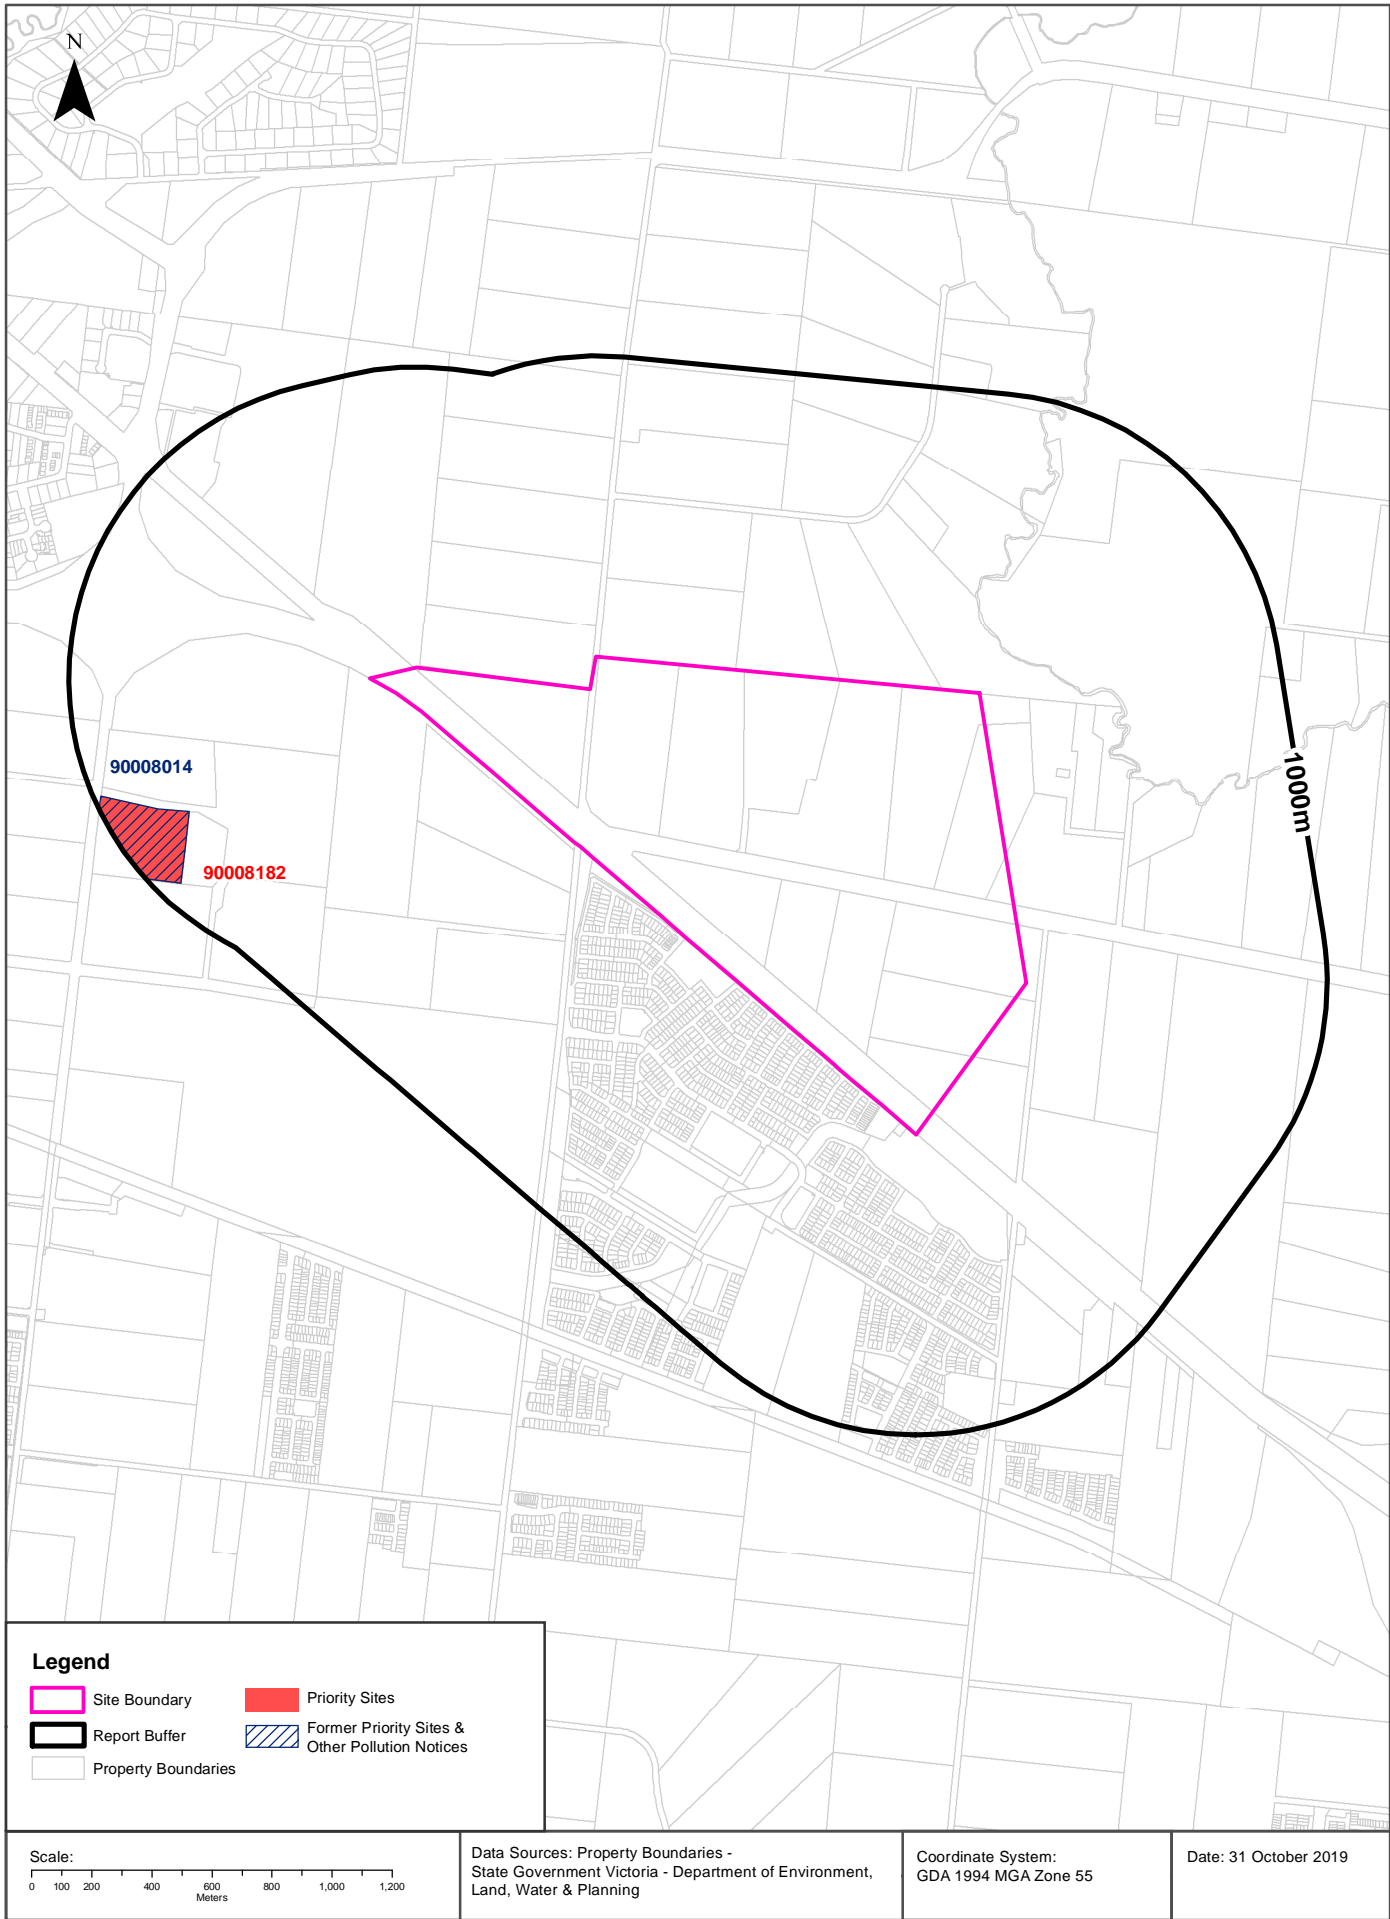 N
90008014
90008182
1000m
Legend
Site Boundary
Report Buffer
Property Boundaries
Priority Sites
Former Priority Sites &
Other Pollution Notices
Scale:
0 100 200 400 600 800 1,000 1,200
Meters
Data Sources: Property Boundaries -
State Government Victoria - Department of Environment,
Land, Water & Planning
Coordinate System:
GDA 1994 MGA Zone 55
Date: 31 October 2019